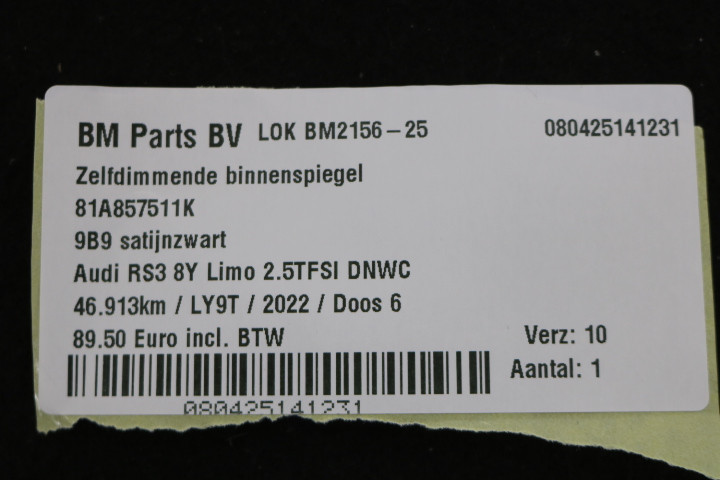 BM Parts BV LOK BM2156-25 080425141231
Zelfdimmende binnenspiegel
81A857511K
9B9 satijnzwart
Audi RS3 8Y Limo 2.5TFSI DNWC
46.913km / LY9T / 2022 / Doos 6
89.50 Euro incl. BTW Verz: 10
Aantal: 1
080425141231